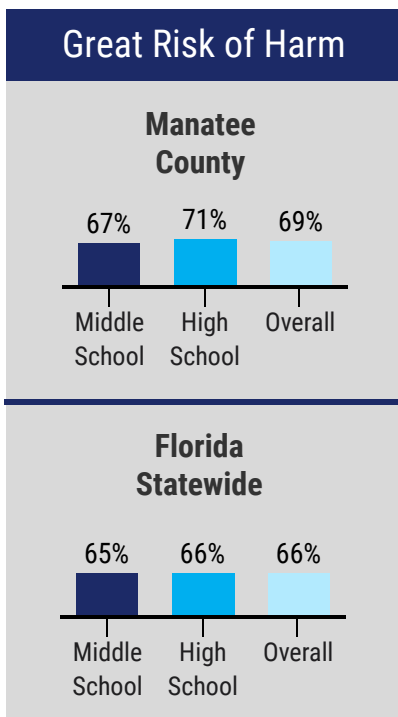 Great Risk of Harm
Manatee
County
67% 71% 69%
Middle High Overall
School School
Florida
Statewide
65% 66% 66%
Middle High Overall
School School